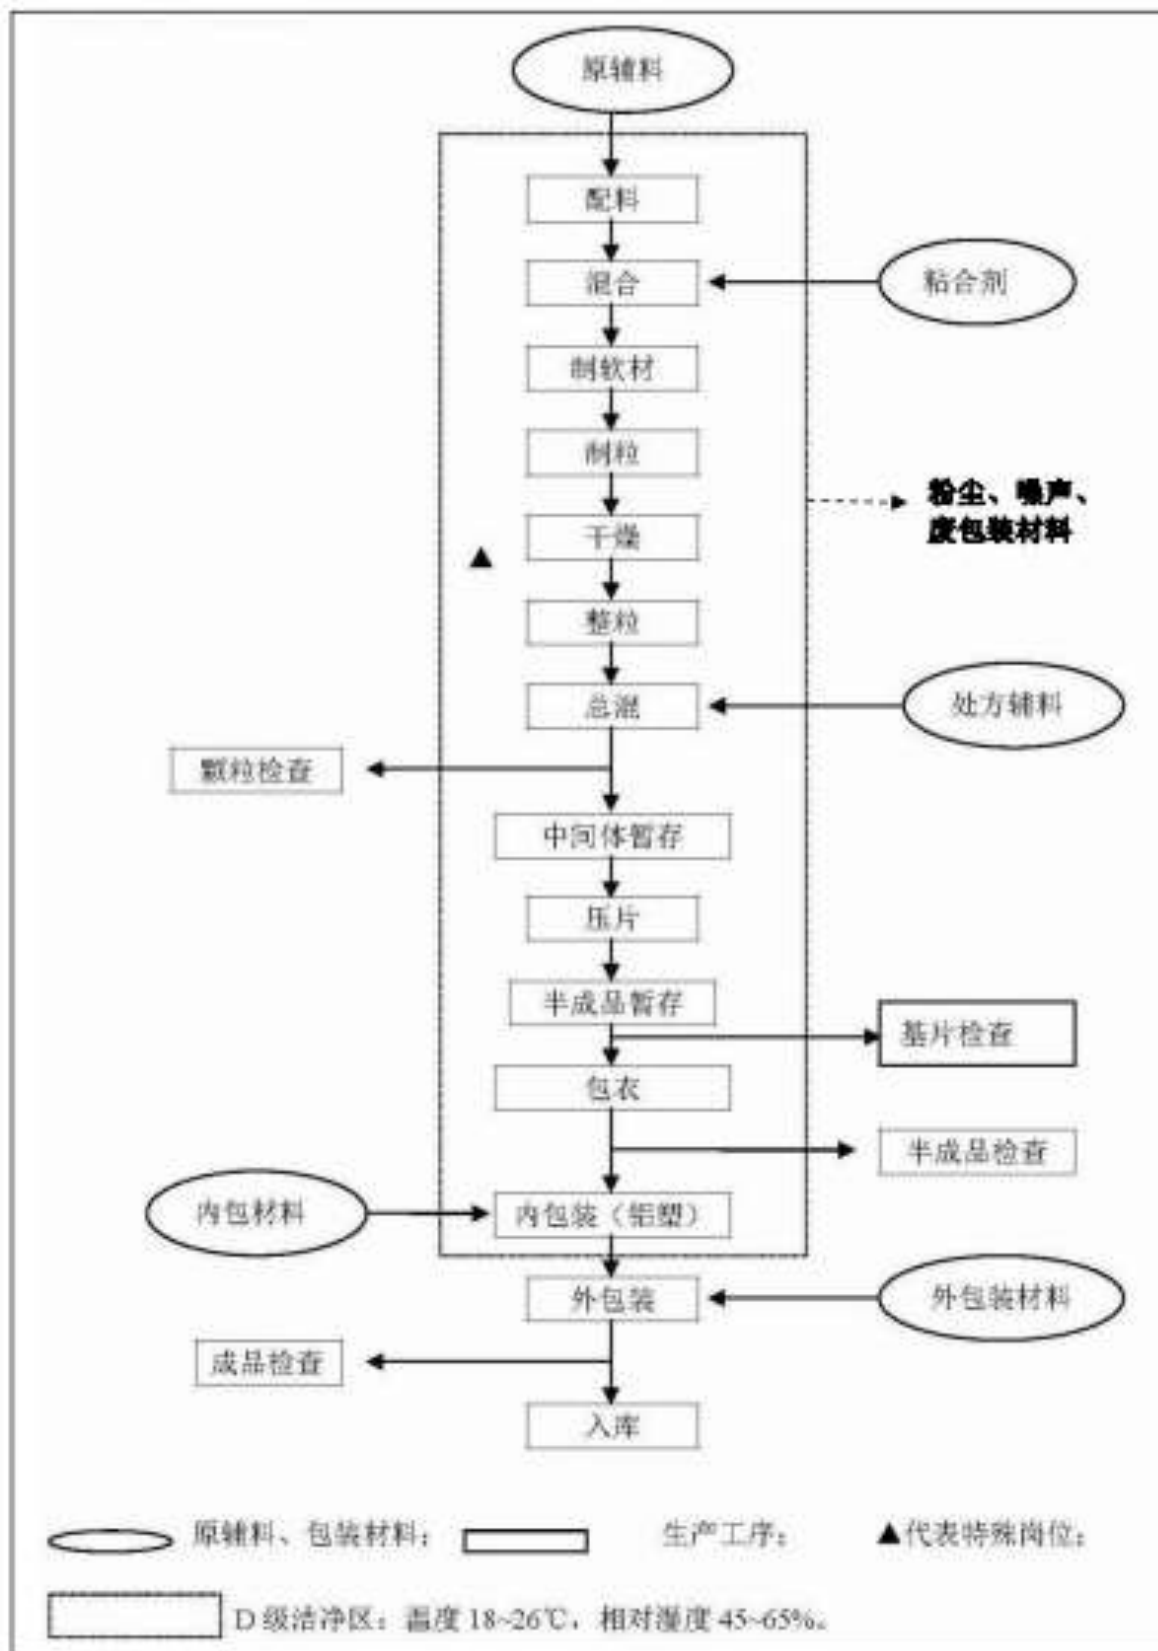 原辅料
配料
混合
粘合剂
制软材
制粒
粉尘、噪声、
废包装材料
干燥
▲
整粒
总混
处方辅料
颗粒检查
中间体暂存
压片
半成品暂存
基片检查
包衣
半成品检查
内包材料
内包装（铝塑）
外包装
外包装材料
成品检查
入库
原辅料、包装材料； 生产工序； ▲代表特殊岗位；
D 级洁净区：温度 18~26℃，相对湿度 45~65%。